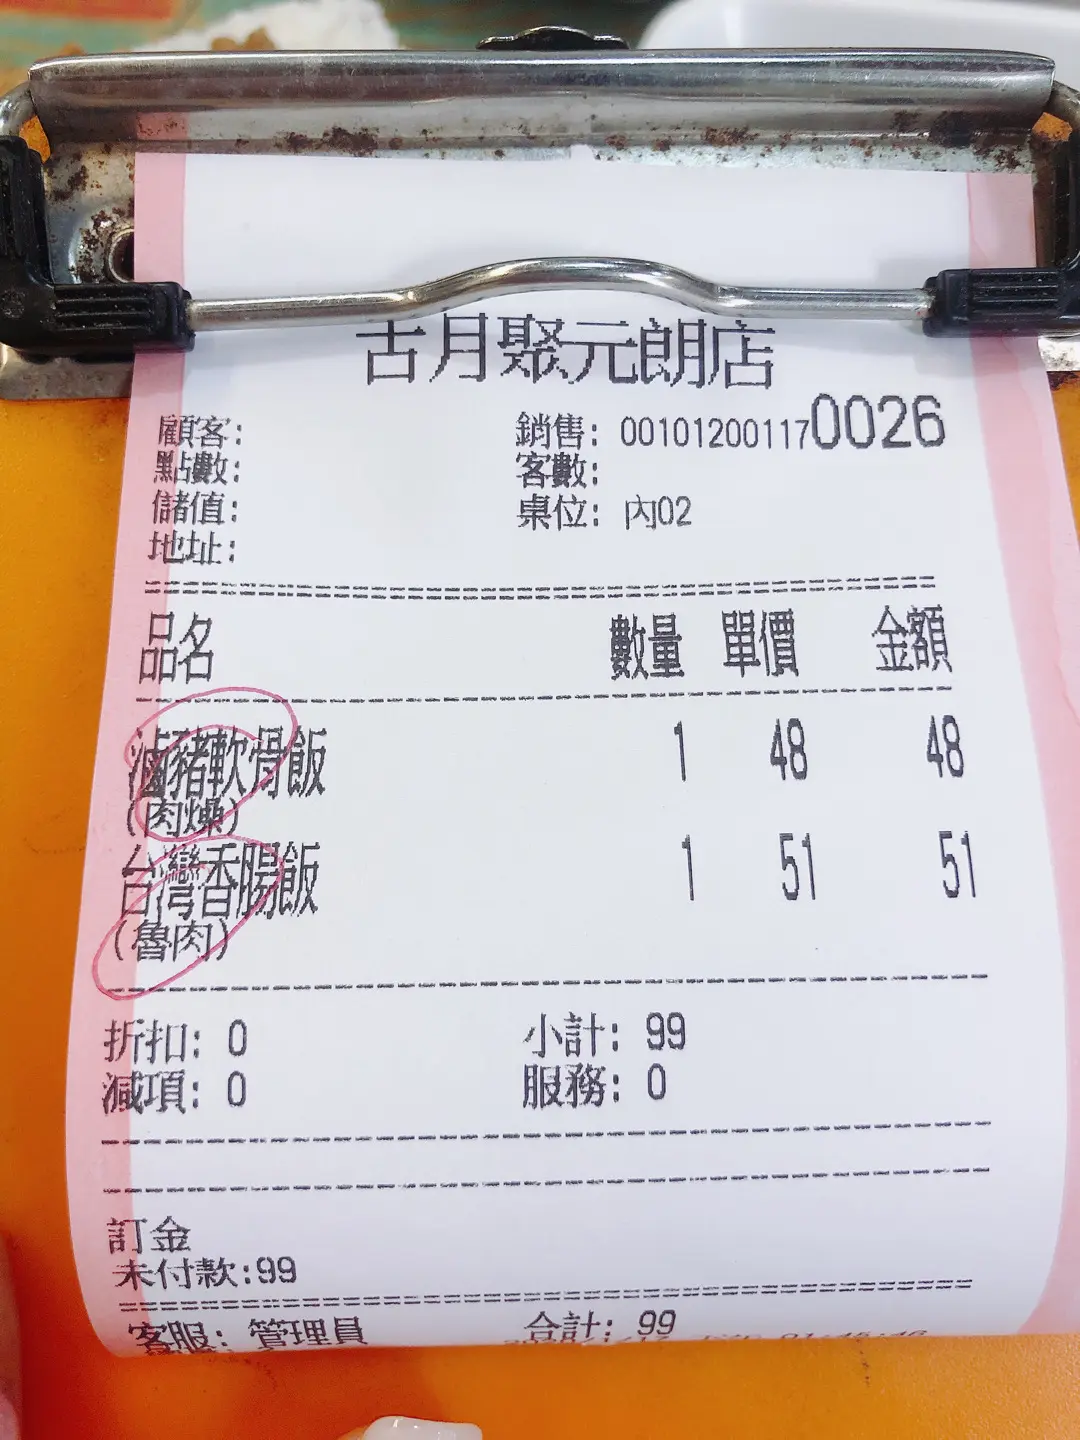 古月聚元朗店
顧客: 銷售: 001012001170026
點數: 客數:
儲值: 桌位: 內02
地址:
品名 數量 單價 金額
滷豬軟骨飯 1 48 48
(肉燥)
台灣香腸飯 1 51 51
(魯肉)
折扣: 0 小計: 99
減項: 0 服務: 0
訂金
未付款:99
客服: 管理員 合計: 99